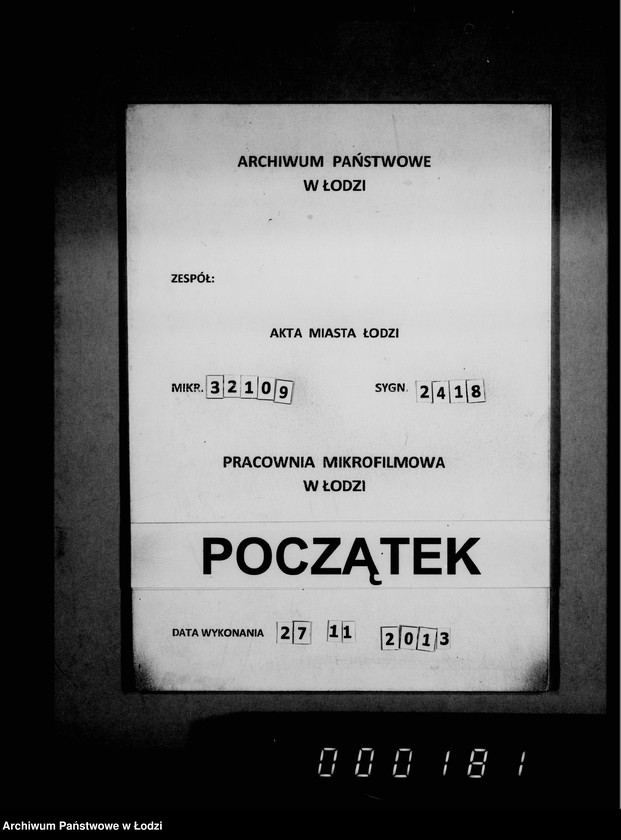 ARCHIWUM PAŃSTWOWE
W ŁODZI
ZESPÓŁ:
AKTA MIASTA ŁODZI
MIKR. 32109 SYGN. 2418
PRACOWNIA MIKROFILMOWA
W ŁODZI
POCZĄTEK
DATA WYKONANIA 27 11 2013
000181
Archiwum Państwowe w Łodzi